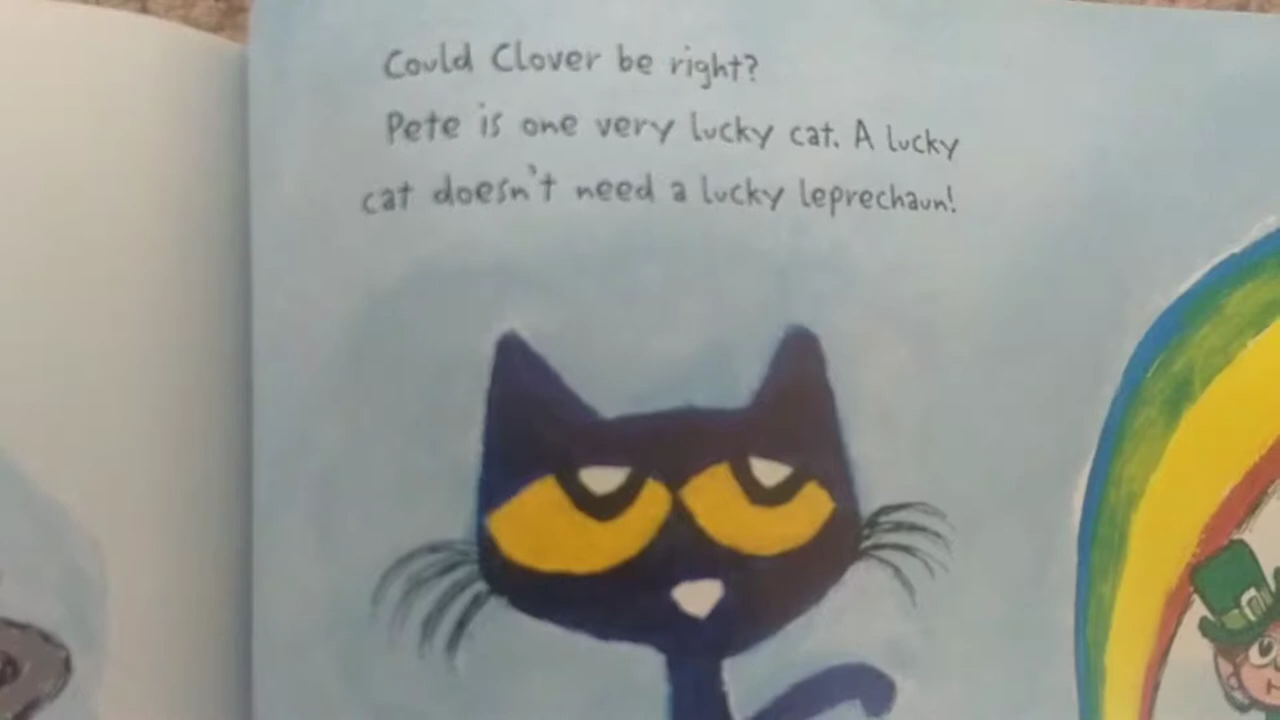 Could Clover be right?
Pete is one very lucky cat. A lucky
cat doesn't need a lucky leprechaun!